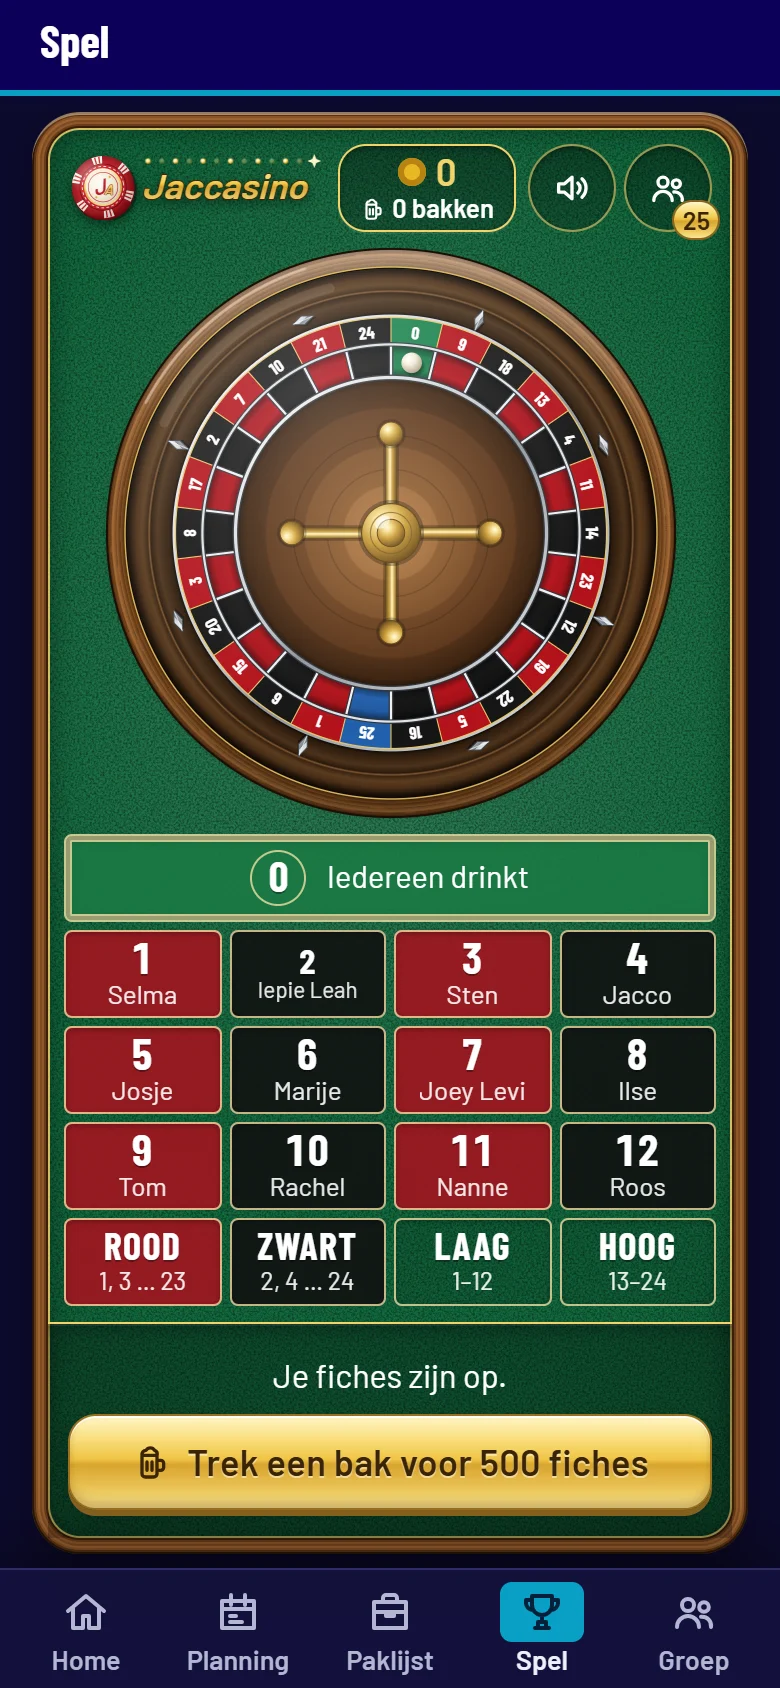 Spel
JA
Jaccasino
0
0 bakken
25
24 0 9 18 13 4 11 14 23 12 19 22 5 16 25 1 6 15 20 3 8 17 2 7 10 21
0 Iedereen drinkt
1 2 3 4
Selma Iepie Leah Sten Jacco
5 6 7 8
Josje Marije Joey Levi Ilse
9 10 11 12
Tom Rachel Nanne Roos
ROOD ZWART LAAG HOOG
1, 3 ... 23 2, 4 ... 24 1–12 13–24
Je fiches zijn op.
Trek een bak voor 500 fiches
Home Planning Paklijst Spel Groep